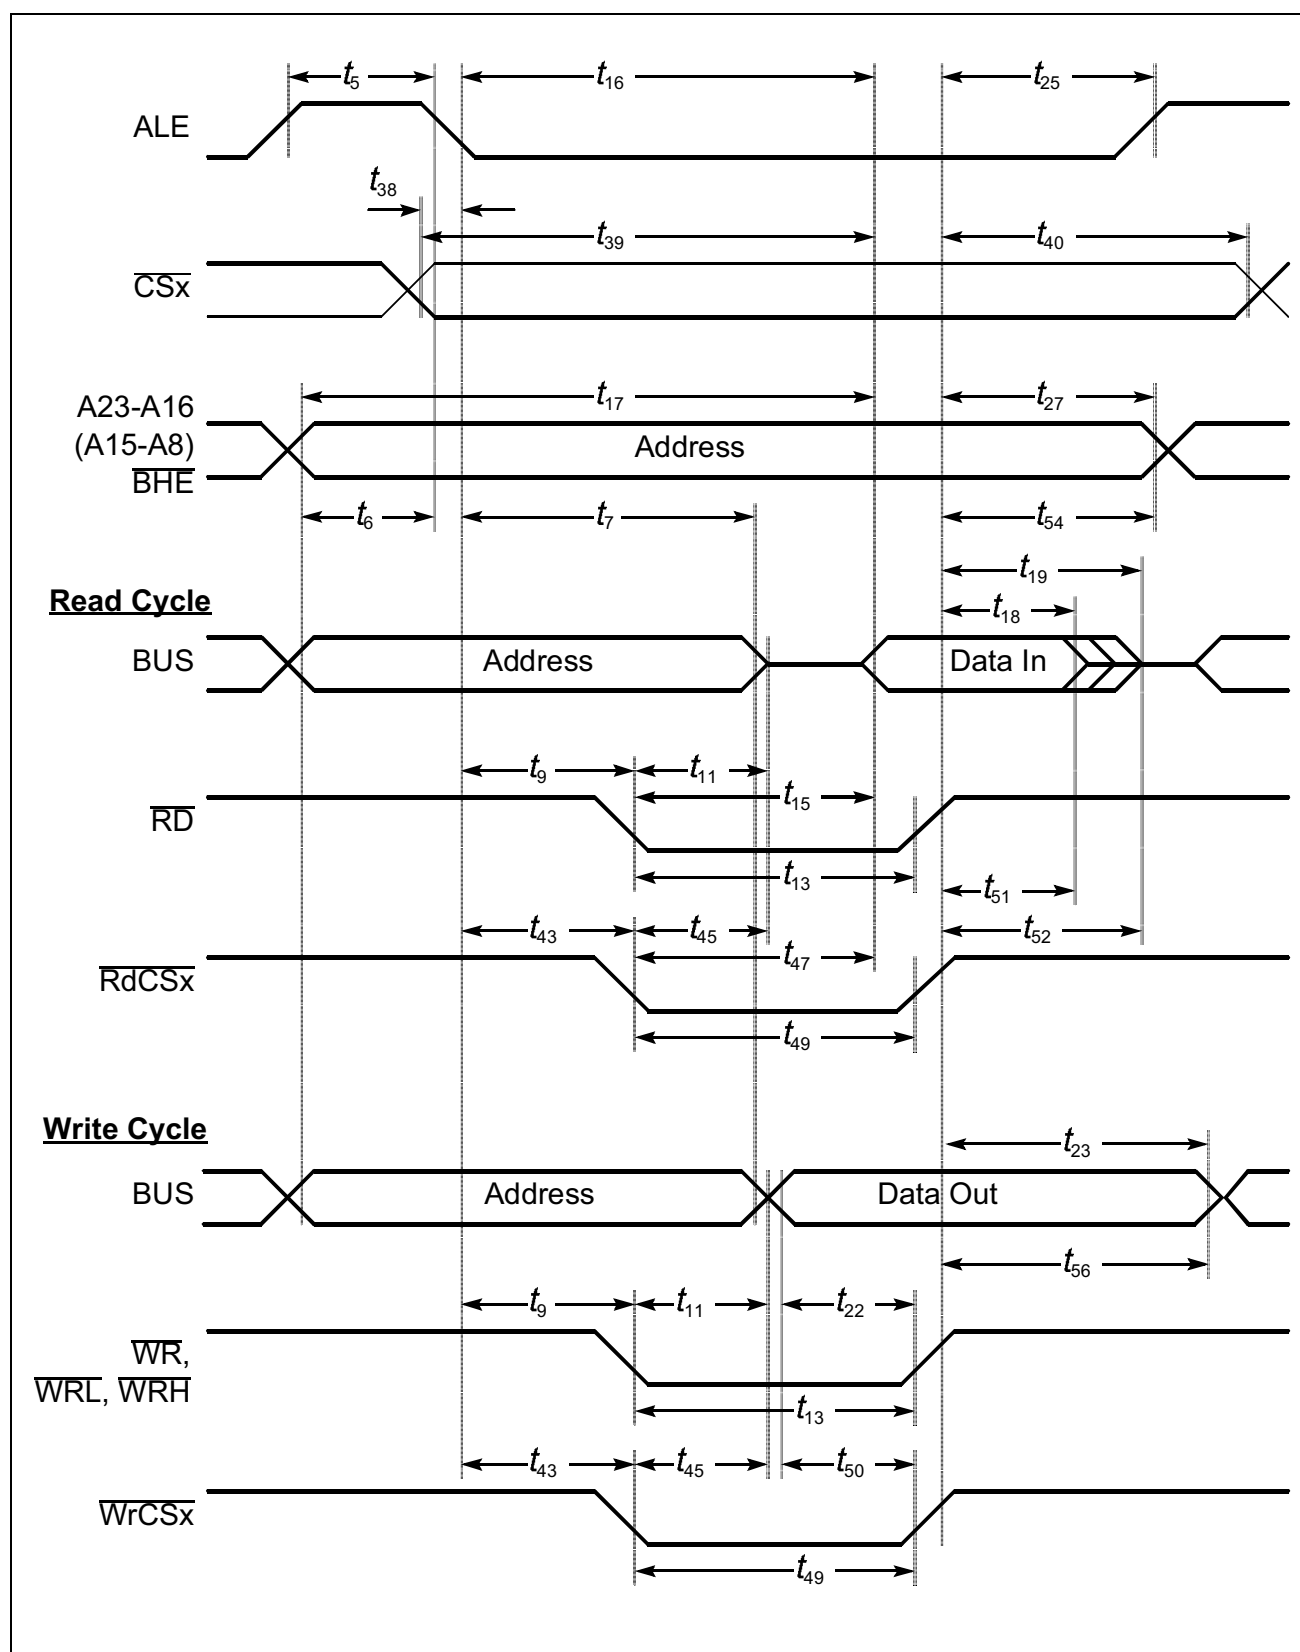 t5 t16 t25
ALE
t38
t39 t40
CSx
t17 t27
A23-A16
(A15-A8)
BHE
Address
t6 t7 t54
t19
Read Cycle
t18
BUS Address Data In
t9 t11
t15
RD
t13
t51
t43 t45 t52
t47
RdCSx
t49
Write Cycle
t23
BUS Address Data Out
t56
t9 t11 t22
WR,
WRL, WRH
t13
t43 t45 t50
WrCSx
t49